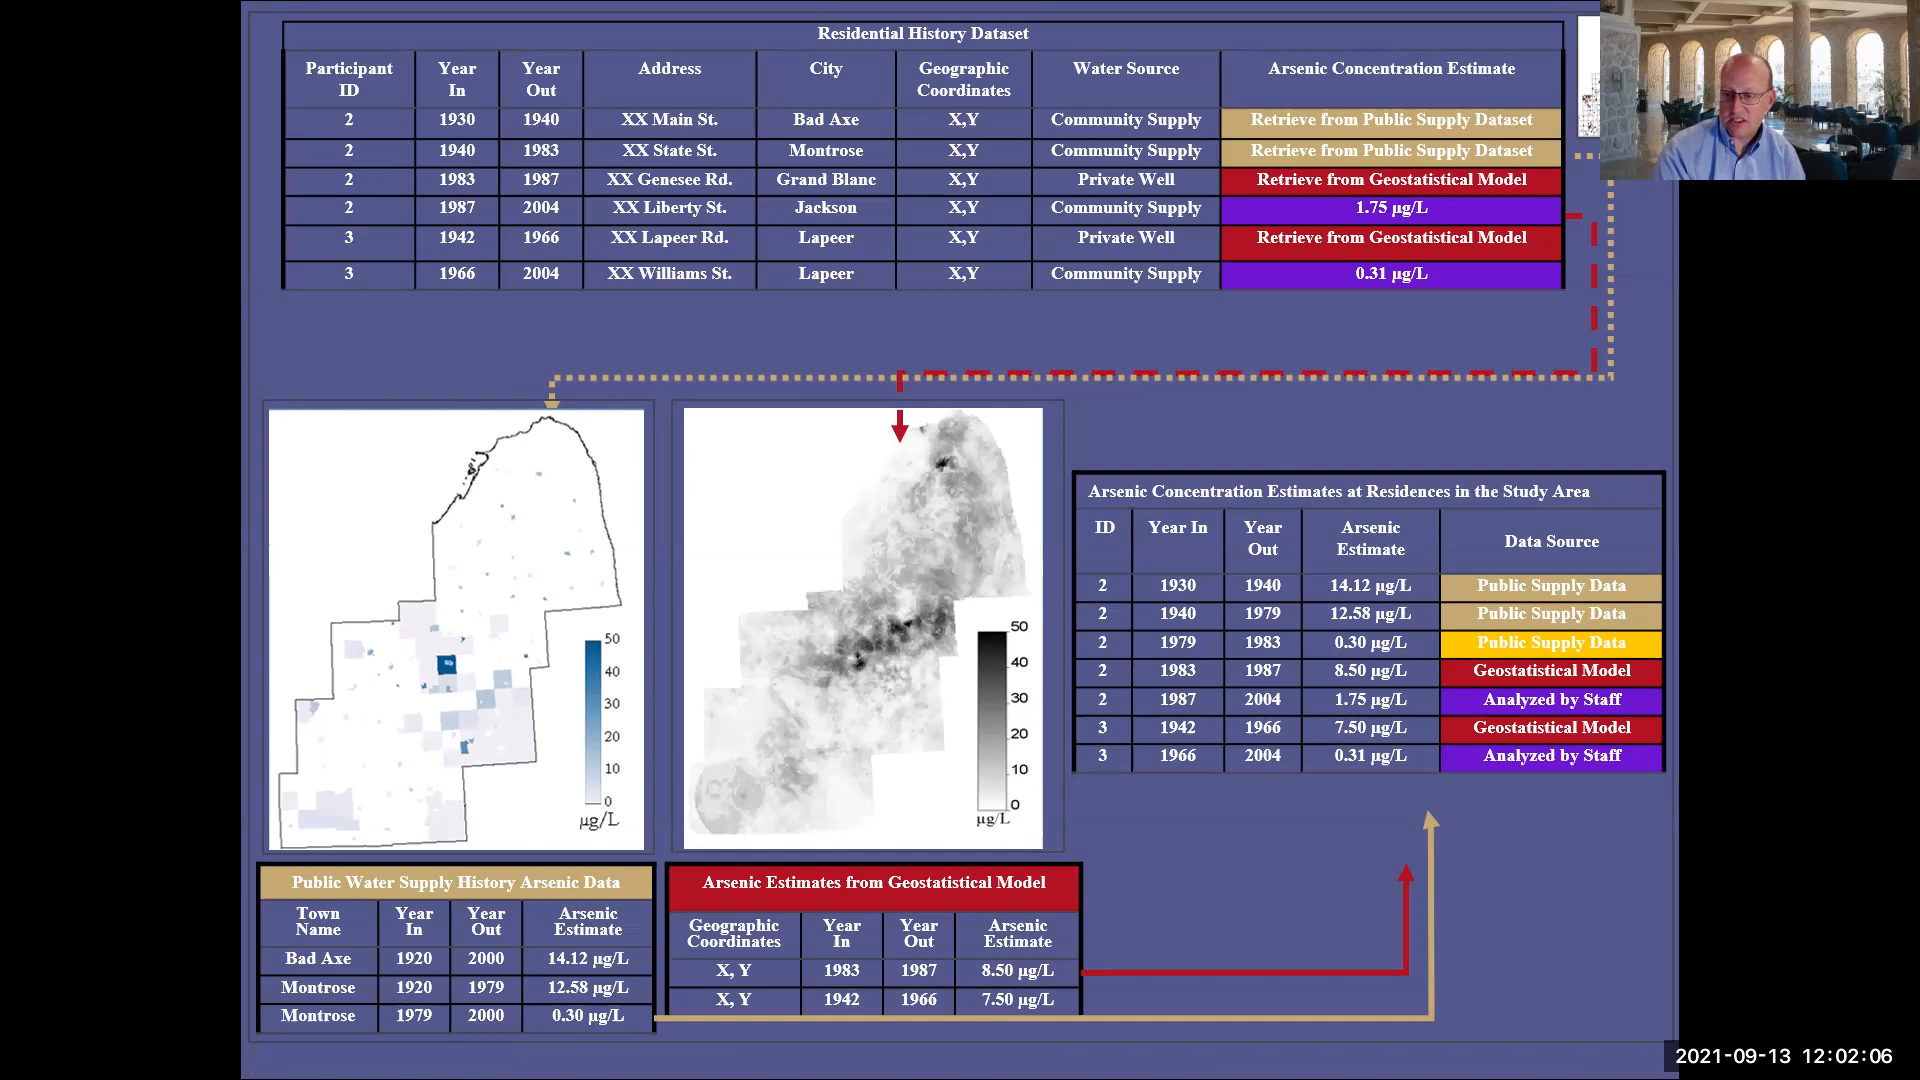 Residential History Dataset
Participant ID Year In Year Out Address City Geographic Coordinates Water Source Arsenic Concentration Estimate
2 1930 1940 XX Main St. Bad Axe X,Y Community Supply Retrieve from Public Supply Dataset
2 1940 1983 XX State St. Montrose X,Y Community Supply Retrieve from Public Supply Dataset
2 1983 1987 XX Genesee Rd. Grand Blanc X,Y Private Well Retrieve from Geostatistical Model
2 1987 2004 XX Liberty St. Jackson X,Y Community Supply 1.75 µg/L
3 1942 1966 XX Lapeer Rd. Lapeer X,Y Private Well Retrieve from Geostatistical Model
3 1966 2004 XX Williams St. Lapeer X,Y Community Supply 0.31 µg/L
50
40
30
20
10
0
µg/L
50
40
30
20
10
0
µg/L
Arsenic Concentration Estimates at Residences in the Study Area
ID Year In Year Out Arsenic Estimate Data Source
2 1930 1940 14.12 µg/L Public Supply Data
2 1940 1979 12.58 µg/L Public Supply Data
2 1979 1983 0.30 µg/L Public Supply Data
2 1983 1987 8.50 µg/L Geostatistical Model
2 1987 2004 1.75 µg/L Analyzed by Staff
3 1942 1966 7.50 µg/L Geostatistical Model
3 1966 2004 0.31 µg/L Analyzed by Staff
Public Water Supply History Arsenic Data
Town Name Year In Year Out Arsenic Estimate
Bad Axe 1920 2000 14.12 µg/L
Montrose 1920 1979 12.58 µg/L
Montrose 1979 2000 0.30 µg/L
Arsenic Estimates from Geostatistical Model
Geographic Coordinates Year In Year Out Arsenic Estimate
X, Y 1983 1987 8.50 µg/L
X, Y 1942 1966 7.50 µg/L
2021-09-13 12:02:06